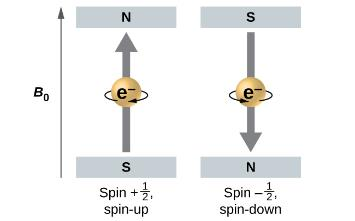 N S
B₀
e⁻ e⁻
S N
Spin + 1/2, Spin – 1/2,
spin-up spin-down